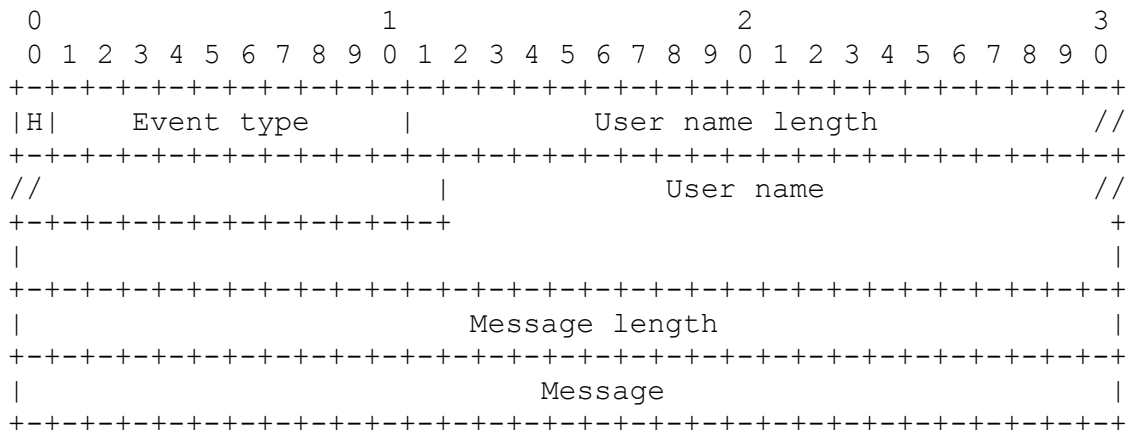 0                   1                   2                   3
 0 1 2 3 4 5 6 7 8 9 0 1 2 3 4 5 6 7 8 9 0 1 2 3 4 5 6 7 8 9 0
+-+-+-+-+-+-+-+-+-+-+-+-+-+-+-+-+-+-+-+-+-+-+-+-+-+-+-+-+-+-+-+
|H|    Event type     |          User name length            //
+-+-+-+-+-+-+-+-+-+-+-+-+-+-+-+-+-+-+-+-+-+-+-+-+-+-+-+-+-+-+-+
//                      |            User name               //
+-+-+-+-+-+-+-+-+-+-+-+-+                                     +
|                                                             |
+-+-+-+-+-+-+-+-+-+-+-+-+-+-+-+-+-+-+-+-+-+-+-+-+-+-+-+-+-+-+-+
|                         Message length                      |
+-+-+-+-+-+-+-+-+-+-+-+-+-+-+-+-+-+-+-+-+-+-+-+-+-+-+-+-+-+-+-+
|                             Message                         |
+-+-+-+-+-+-+-+-+-+-+-+-+-+-+-+-+-+-+-+-+-+-+-+-+-+-+-+-+-+-+-+